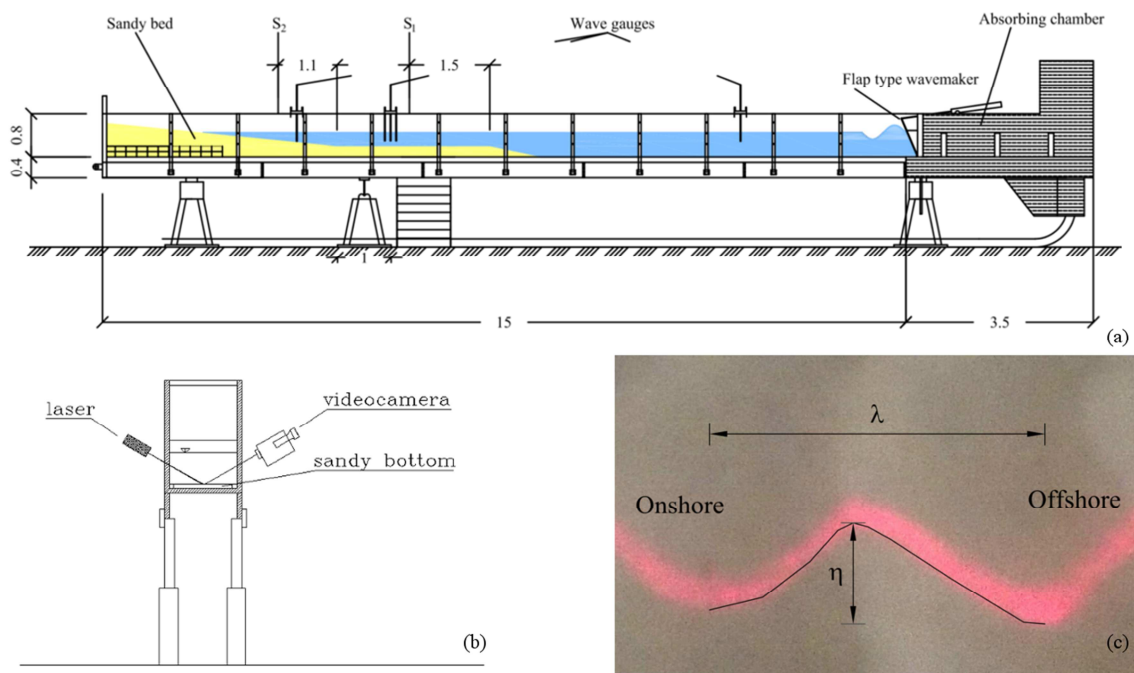 Sandy bed
S2
S1
Wave gauges
Absorbing chamber
1.1
1.5
Flap type wavemaker
0.8
0.4
1
15
3.5
(a)
laser
videocamera
sandy bottom
(b)
λ
Onshore
Offshore
η
(c)